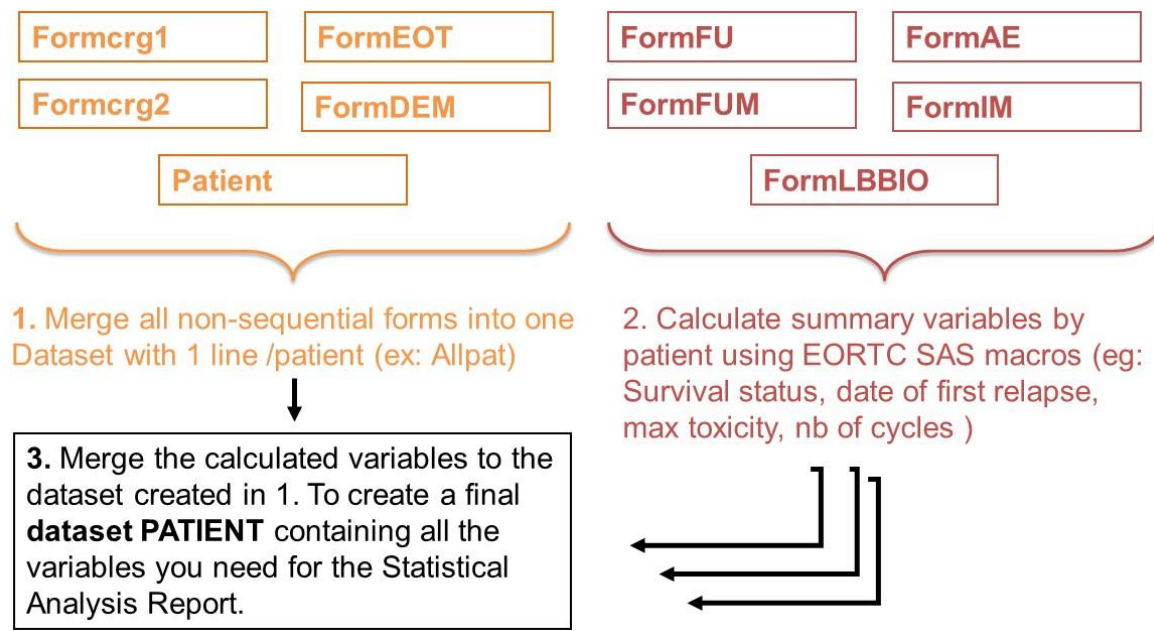 Formcrg1
FormEOT
Formcrg2
FormDEM
Patient
FormFU
FormAE
FormFUM
FormIM
FormLBBIO
1. Merge all non-sequential forms into one
Dataset with 1 line /patient (ex: Allpat)
2. Calculate summary variables by
patient using EORTC SAS macros (eg:
Survival status, date of first relapse,
max toxicity, nb of cycles )
3. Merge the calculated variables to the
dataset created in 1. To create a final
dataset PATIENT containing all the
variables you need for the Statistical
Analysis Report.